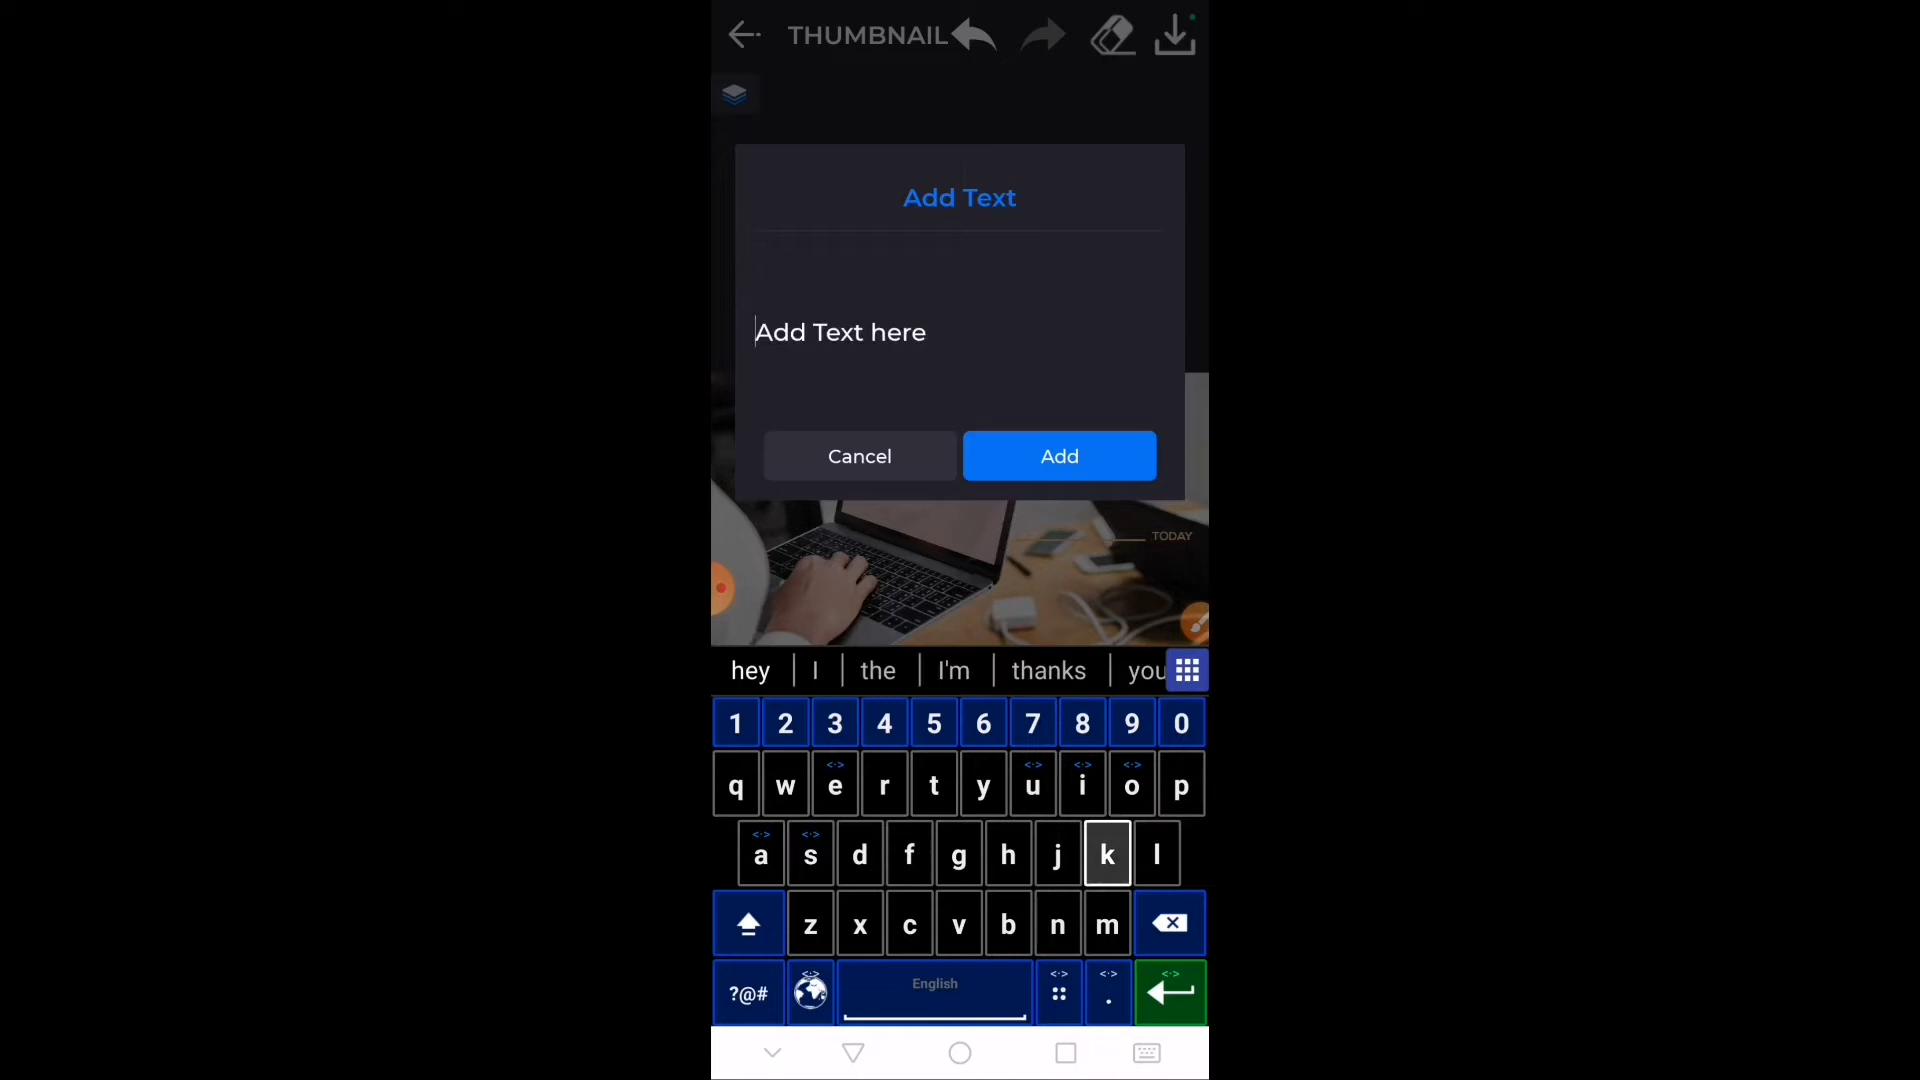 THUMBNAIL
Add Text
Add Text here
Cancel
Add
TODAY
hey I the I'm thanks you
1 2 3 4 5 6 7 8 9 0
q w e r t y u i o p
a s d f g h j k l
z x c v b n m
?@# English .